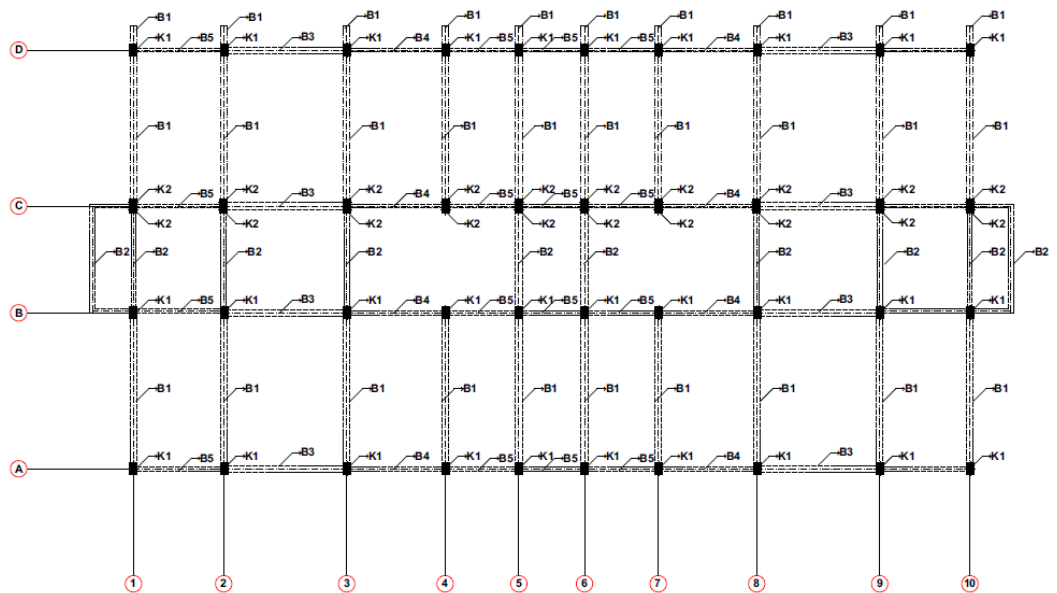 B1 B1 B1 B1 B1 B1 B1 B1 B1 B1
D K1 B5 K1 B3 K1 B4 K1 B5 K1 B5 K1 B5 K1 B4 K1 B3 K1 K1
B1 B1 B1 B1 B1 B1 B1 B1 B1 B1
K2 K2 K2 K2 K2 K2 K2 K2 K2 K2
C B5 B3 B4 B5 B5 B5 B4 B3
K2 K2 K2 K2 K2 K2 K2 K2 K2 K2
B2 B2 B2 B2 B2 B2 B2 B2 B2 B2
B K1 B5 K1 B3 K1 B4 K1 B5 K1 B5 K1 B5 K1 B4 K1 B3 K1 K1
B1 B1 B1 B1 B1 B1 B1 B1 B1 B1
A K1 B5 K1 B3 K1 B4 K1 B5 K1 B5 K1 B5 K1 B4 K1 B3 K1 K1
1 2 3 4 5 6 7 8 9 10